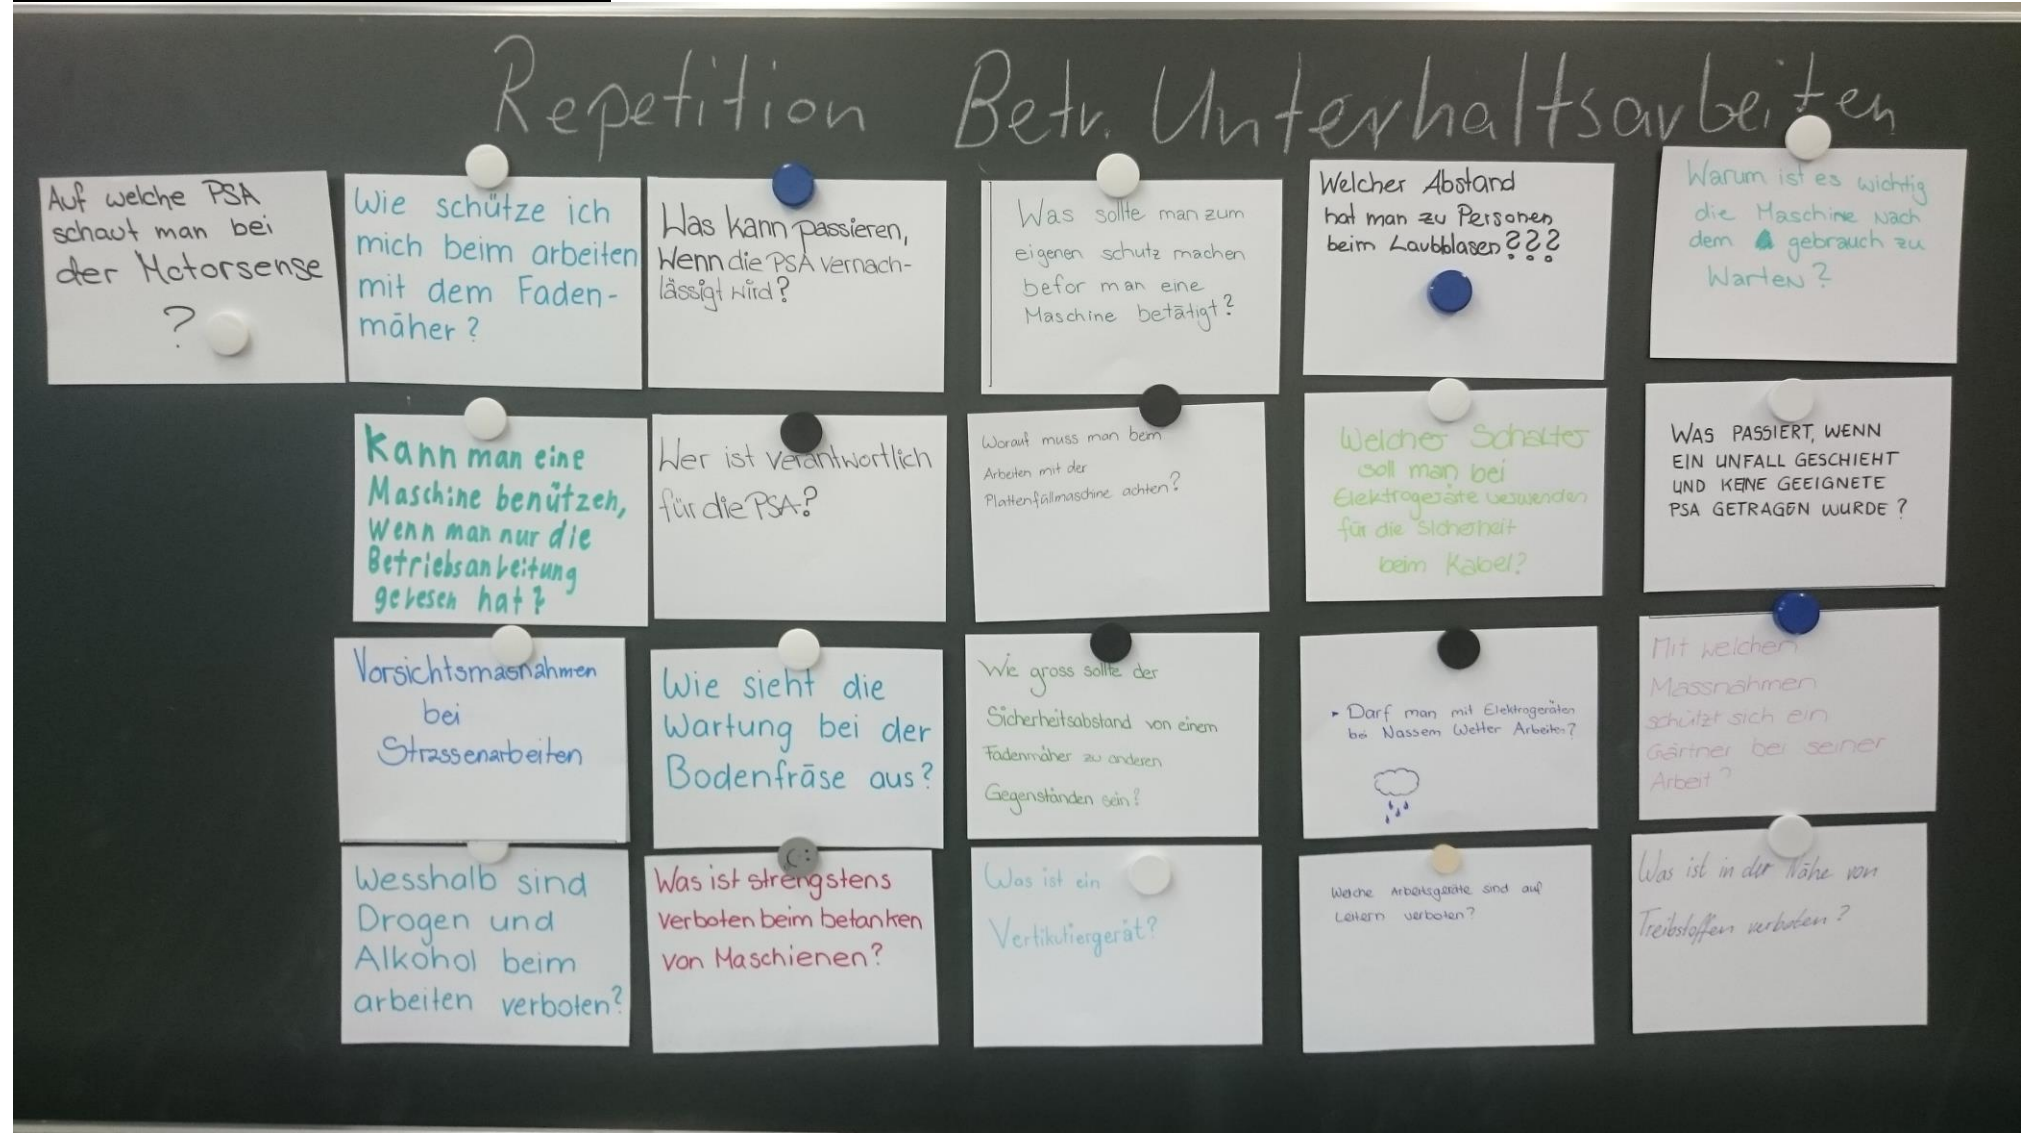 Repetition Betr. Unterhaltsarbeiten
Auf welche PSA
schaut man bei
der Motorsense
?
Wie schütze ich
mich beim arbeiten
mit dem Faden-
mäher?
Was kann passieren,
Wenn die PSA vernach-
lässigt wird?
Was sollte man zum
eigenen schutz machen
befor man eine
Maschine betätigt?
Welcher Abstand
hat man zu Personen
beim Laubblasen???
Warum ist es wichtig
die Maschine nach
dem gebrauch zu
Warten?
Kann man eine
Maschine benützen,
Wenn man nur die
Betriebsanleitung
gelesen hat?
Wer ist verantwortlich
für die PSA?
Worauf muss man beim
Arbeiten mit der
Plattenfällmaschine achten?
Welcher Schalter
soll man bei
Elektrogeräte verwenden
für die Sicherheit
beim Kabel?
WAS PASSIERT, WENN
EIN UNFALL GESCHIEHT
UND KEINE GEEIGNETE
PSA GETRAGEN WURDE?
Vorsichtsmasnahmen
bei
Strassenarbeiten
Wie sieht die
Wartung bei der
Bodenfräse aus?
Wie gross sollte der
Sicherheitsabstand von einem
Fadenmäher zu anderen
Gegenständen sein?
- Darf man mit Elektrogeräten
bei Nassem Wetter Arbeiten?
Mit welchen
Massnahmen
schützt sich ein
Gärtner bei seiner
Arbeit?
Wesshalb sind
Drogen und
Alkohol beim
arbeiten verboten?
Was ist strengstens
verboten beim betanken
von Maschienen?
Was ist ein
Vertikutiergerät?
Welche Arbeitsgeräte sind auf
Leitern verboten?
Was ist in der Nähe von
Treibstoffen verboten?